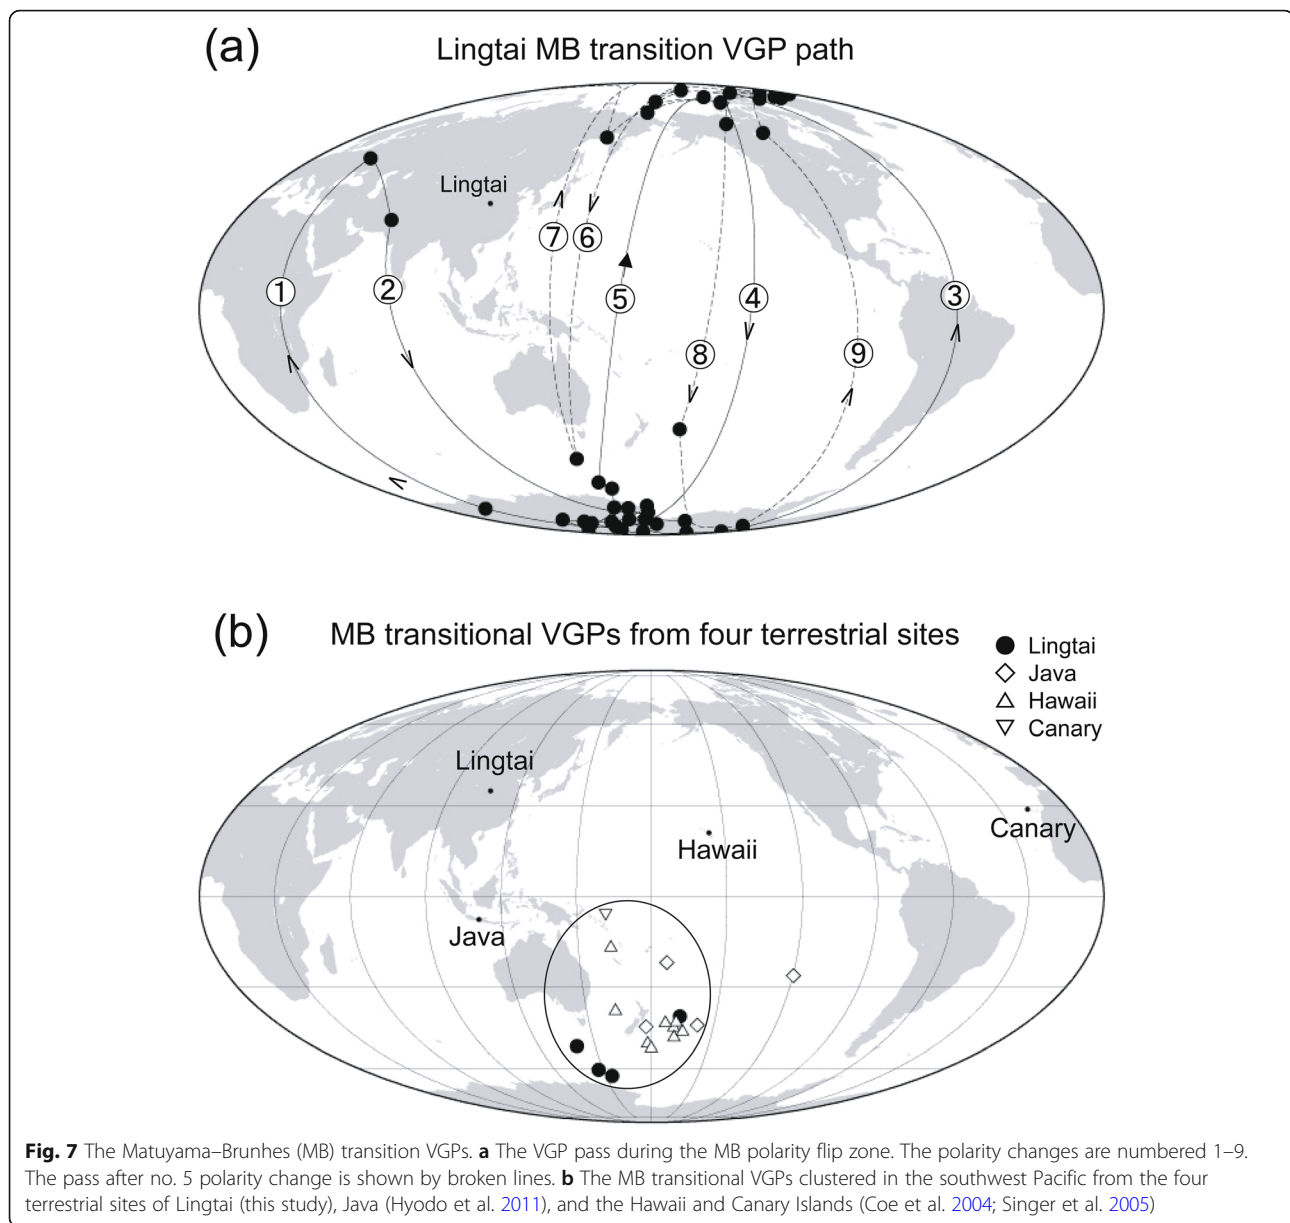 (a)
Lingtai MB transition VGP path
Lingtai
7
6
1
2
5
4
3
8
9
(b)
MB transitional VGPs from four terrestrial sites
Lingtai
Java
Hawaii
Canary
Lingtai
Canary
Hawaii
Java
Fig. 7 The Matuyama–Brunhes (MB) transition VGPs. a The VGP pass during the MB polarity flip zone. The polarity changes are numbered 1–9.
The pass after no. 5 polarity change is shown by broken lines. b The MB transitional VGPs clustered in the southwest Pacific from the four
terrestrial sites of Lingtai (this study), Java (Hyodo et al. 2011), and the Hawaii and Canary Islands (Coe et al. 2004; Singer et al. 2005)